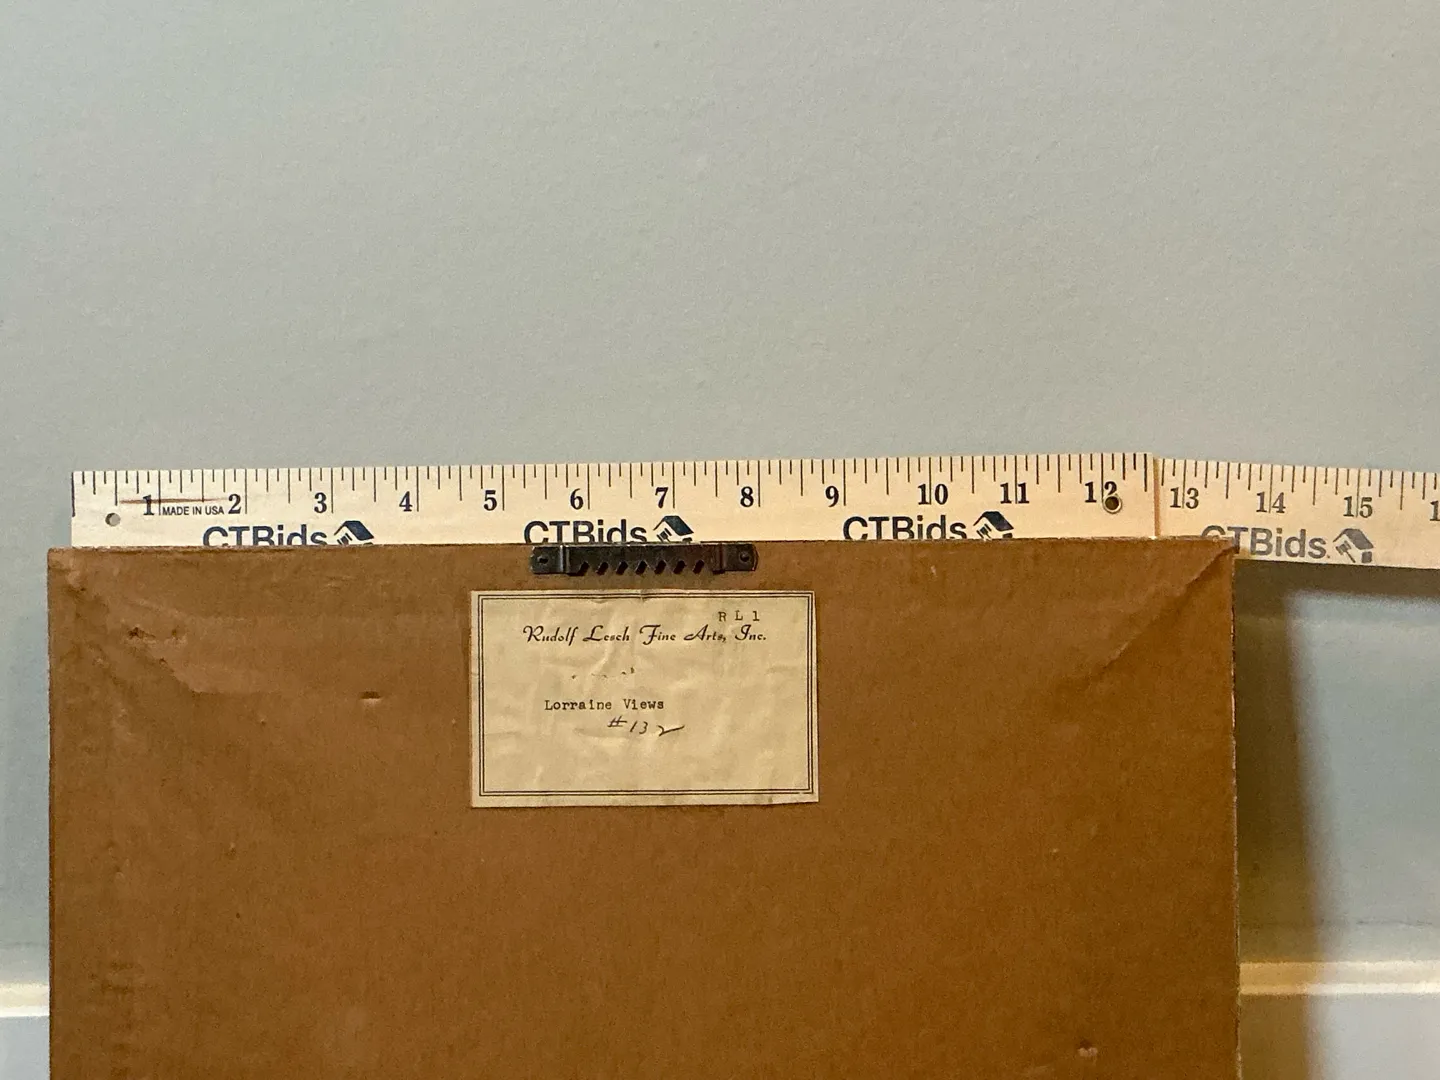 1 2 3 4 5 6 7 8 9 10 11 12 13 14 15
MADE IN USA
CTBids CTBids CTBids CTBids
R L 1
Rudolf Lesch Fine Arts, Inc.
Lorraine Views
#132